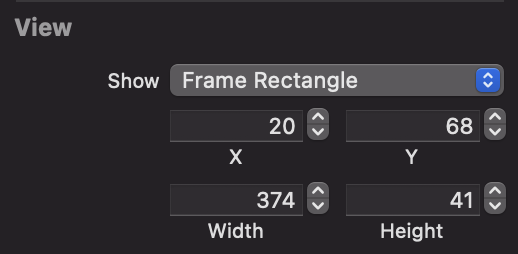 View
Show Frame Rectangle
20 68
X Y
374 41
Width Height